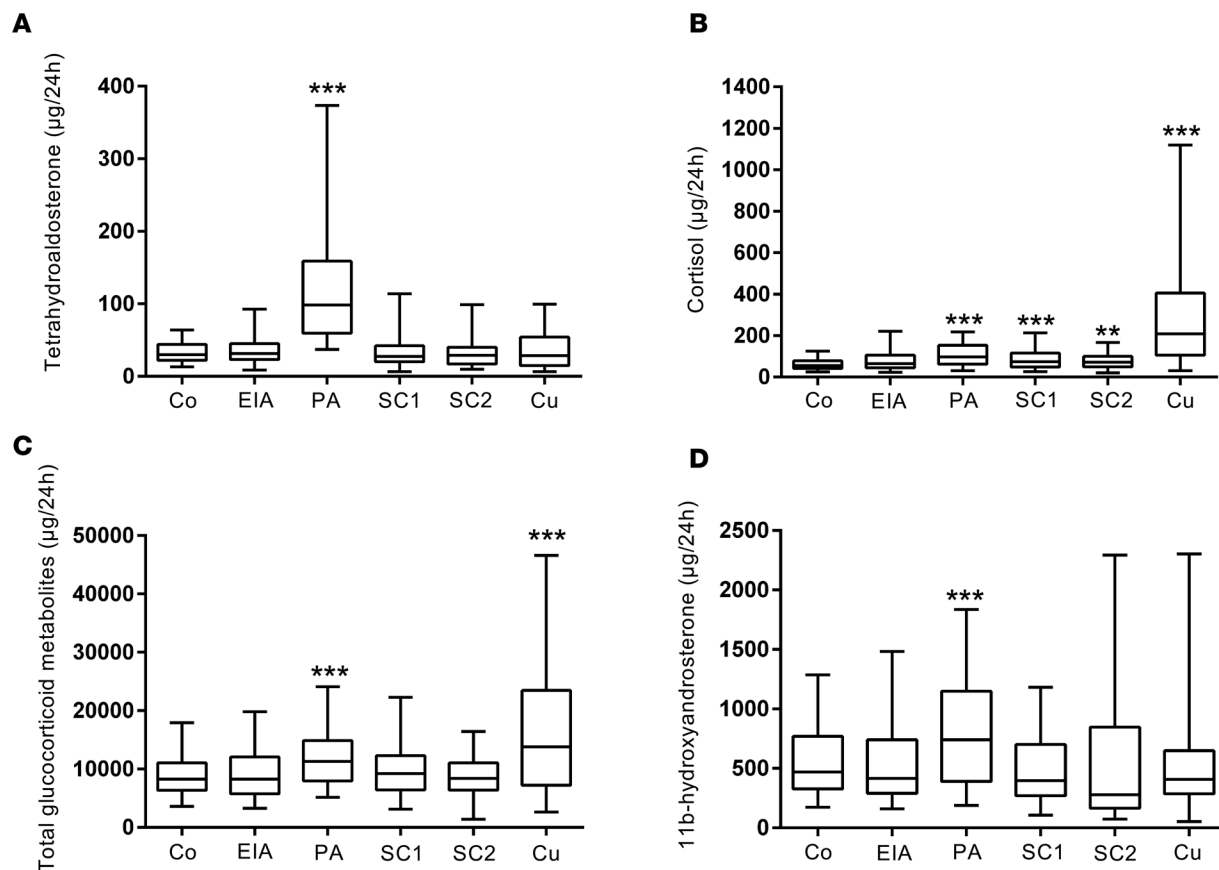 A
Tetrahydroaldosterone (µg/24h)
400
300
200
100
0
***
Co EIA PA SC1 SC2 Cu
B
Cortisol (µg/24h)
1400
1200
1000
800
600
400
200
0
*** *** ** ***
Co EIA PA SC1 SC2 Cu
C
Total glucocorticoid metabolites (µg/24h)
50000
40000
30000
20000
10000
0
*** ***
Co EIA PA SC1 SC2 Cu
D
11b-hydroxyandrosterone (µg/24h)
2500
2000
1500
1000
500
0
***
Co EIA PA SC1 SC2 Cu